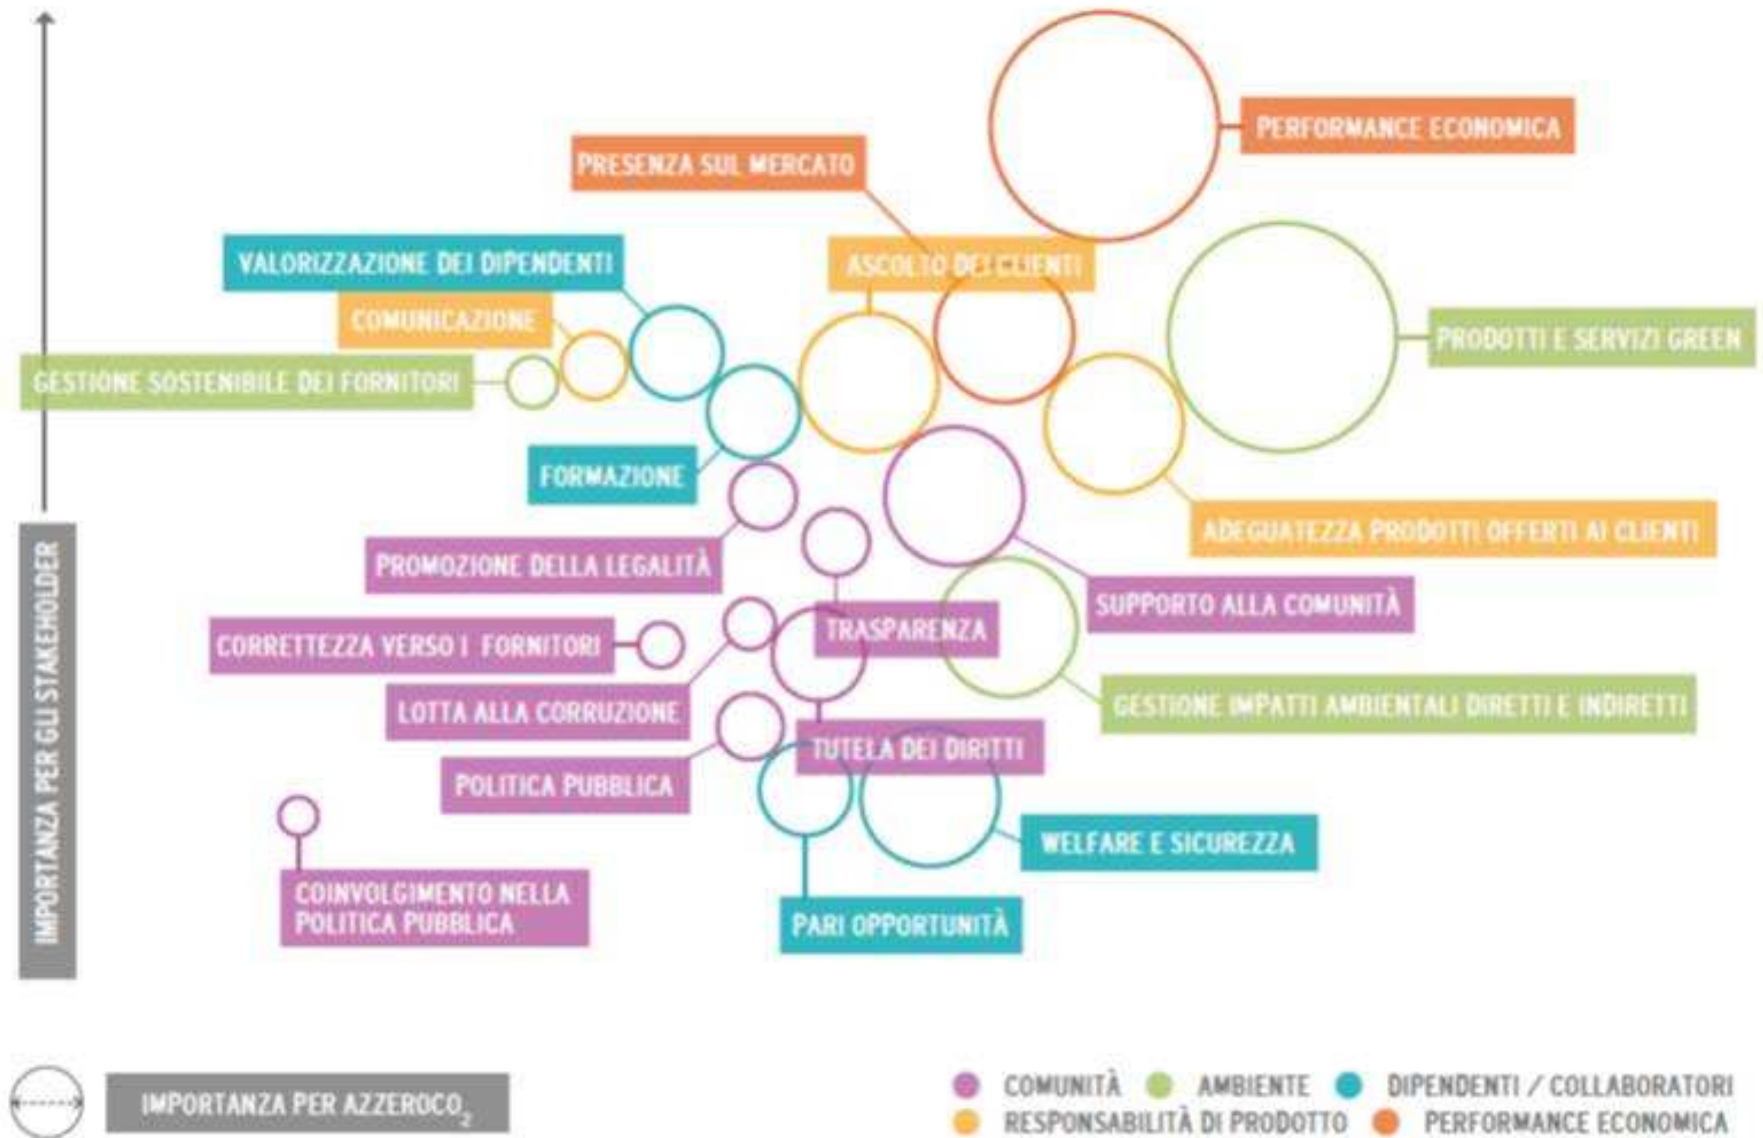 PERFORMANCE ECONOMICA
PRESENZA SUL MERCATO
VALORIZZAZIONE DEI DIPENDENTI
ASCOLTO DEI CLIENTI
COMUNICAZIONE
PRODOTTI E SERVIZI GREEN
GESTIONE SOSTENIBILE DEI FORNITORI
FORMAZIONE
ADEGUATEZZA PRODOTTI OFFERTI AI CLIENTI
PROMOZIONE DELLA LEGALITÀ
SUPPORTO ALLA COMUNITÀ
TRASPARENZA
CORRETTEZZA VERSO I FORNITORI
GESTIONE IMPATTI AMBIENTALI DIRETTI E INDIRETTI
LOTTA ALLA CORRUZIONE
TUTELA DEI DIRITTI
POLITICA PUBBLICA
WELFARE E SICUREZZA
COINVOLGIMENTO NELLA
POLITICA PUBBLICA
PARI OPPORTUNITÀ
IMPORTANZA PER GLI STAKEHOLDER
IMPORTANZA PER AZZEROCO₂
COMUNITÀ
AMBIENTE
DIPENDENTI / COLLABORATORI
RESPONSABILITÀ DI PRODOTTO
PERFORMANCE ECONOMICA